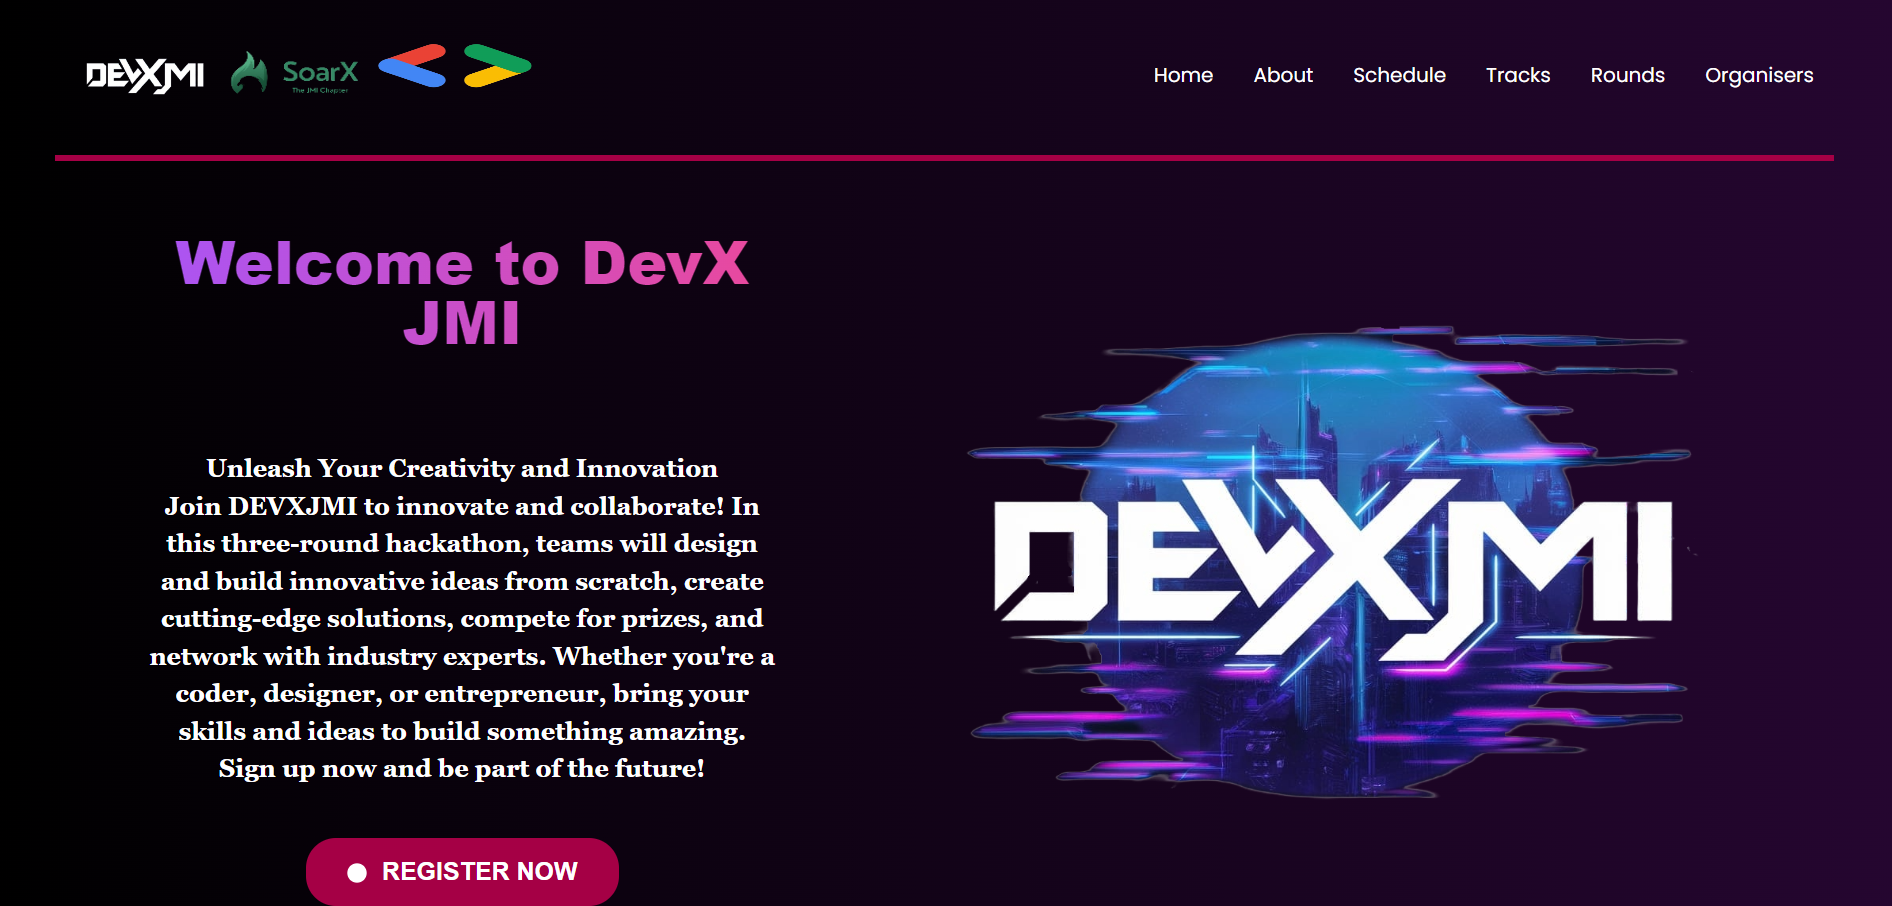 DEVXJMI
SoarX
The JMI Chapter
Home About Schedule Tracks Rounds Organisers
Welcome to DevX
JMI
Unleash Your Creativity and Innovation
Join DEVXJMI to innovate and collaborate! In
this three-round hackathon, teams will design
and build innovative ideas from scratch, create
cutting-edge solutions, compete for prizes, and
network with industry experts. Whether you're a
coder, designer, or entrepreneur, bring your
skills and ideas to build something amazing.
Sign up now and be part of the future!
REGISTER NOW
DEVXJMI